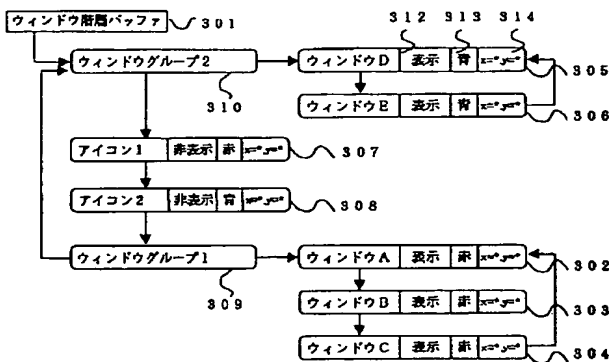 ウィンドウ階層バッファ 301
312 313 314
ウィンドウグループ2 ウィンドウD 表示 青 x=* y=* 305
310
ウィンドウE 表示 青 x=* y=* 306
アイコン1 非表示 赤 x=* y=* 307
アイコン2 非表示 青 x=* y=* 308
ウィンドウグループ1 ウィンドウA 表示 赤 x=* y=* 302
309
ウィンドウB 表示 赤 x=* y=* 303
ウィンドウC 表示 赤 x=* y=* 304